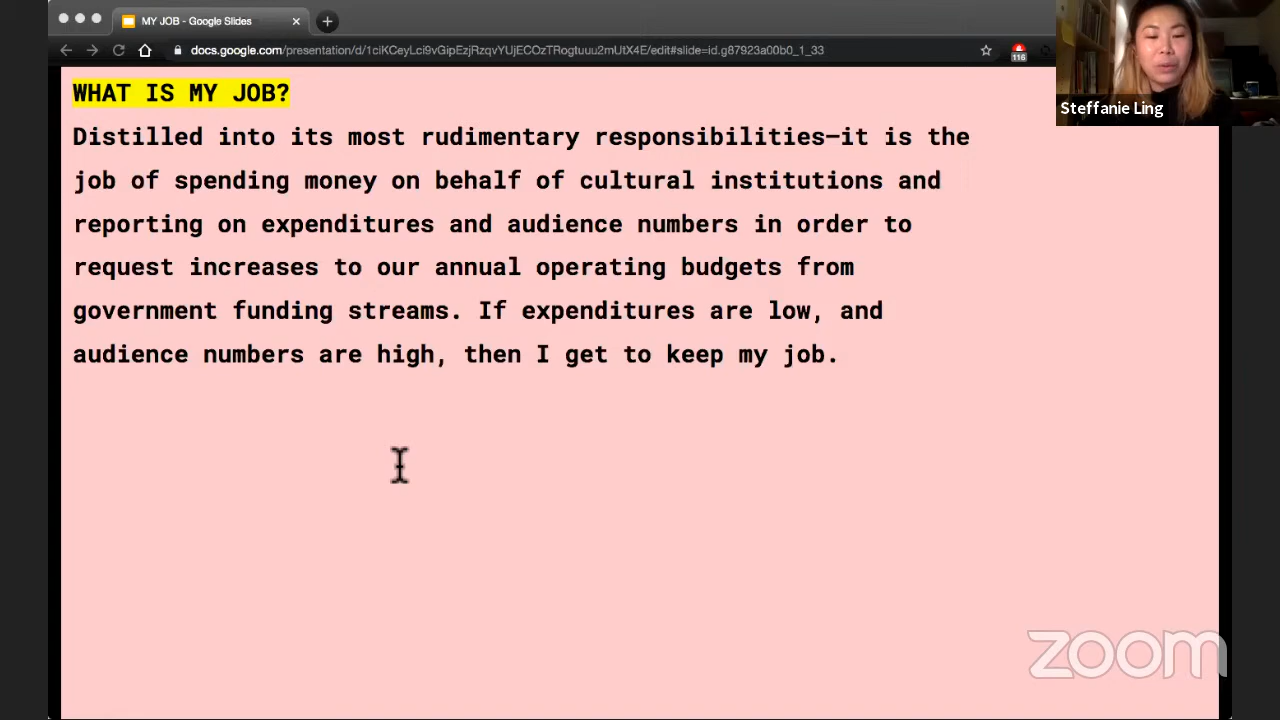 MY JOB - Google Slides
docs.google.com/presentation/d/1ciKCeyLci9vGipEzjRzqvYUjECOzTRogtuuu2mUtX4E/edit#slide=id.g87923a00b0_1_33
116
Steffanie Ling
WHAT IS MY JOB?
Distilled into its most rudimentary responsibilities—it is the
job of spending money on behalf of cultural institutions and
reporting on expenditures and audience numbers in order to
request increases to our annual operating budgets from
government funding streams. If expenditures are low, and
audience numbers are high, then I get to keep my job.
zoom